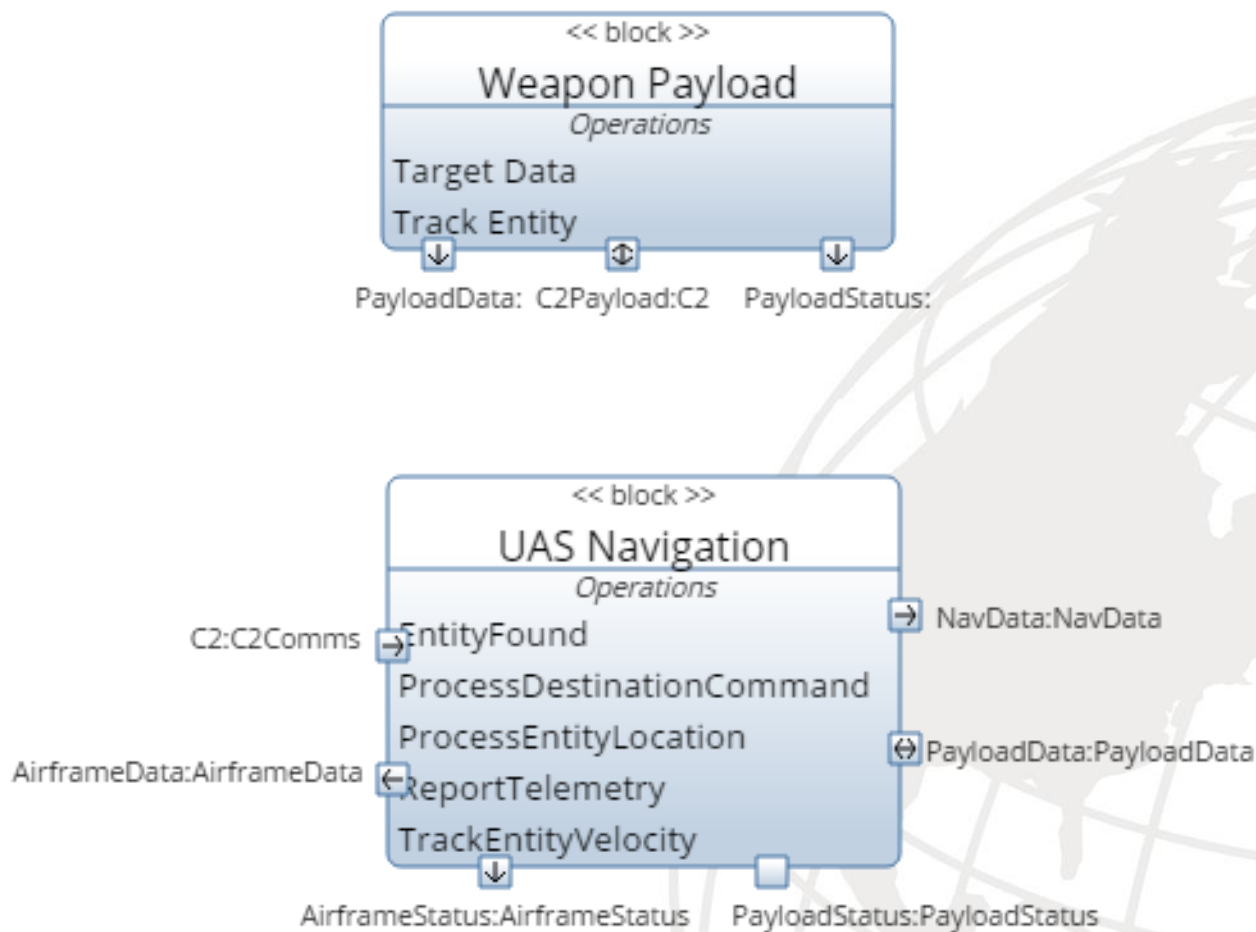 << block >>
Weapon Payload
Operations
Target Data
Track Entity
PayloadData: C2Payload:C2 PayloadStatus:
<< block >>
UAS Navigation
Operations
EntityFound
C2:C2Comms
NavData:NavData
ProcessDestinationCommand
ProcessEntityLocation
PayloadData:PayloadData
AirframeData:AirframeData
ReportTelemetry
TrackEntityVelocity
AirframeStatus:AirframeStatus PayloadStatus:PayloadStatus